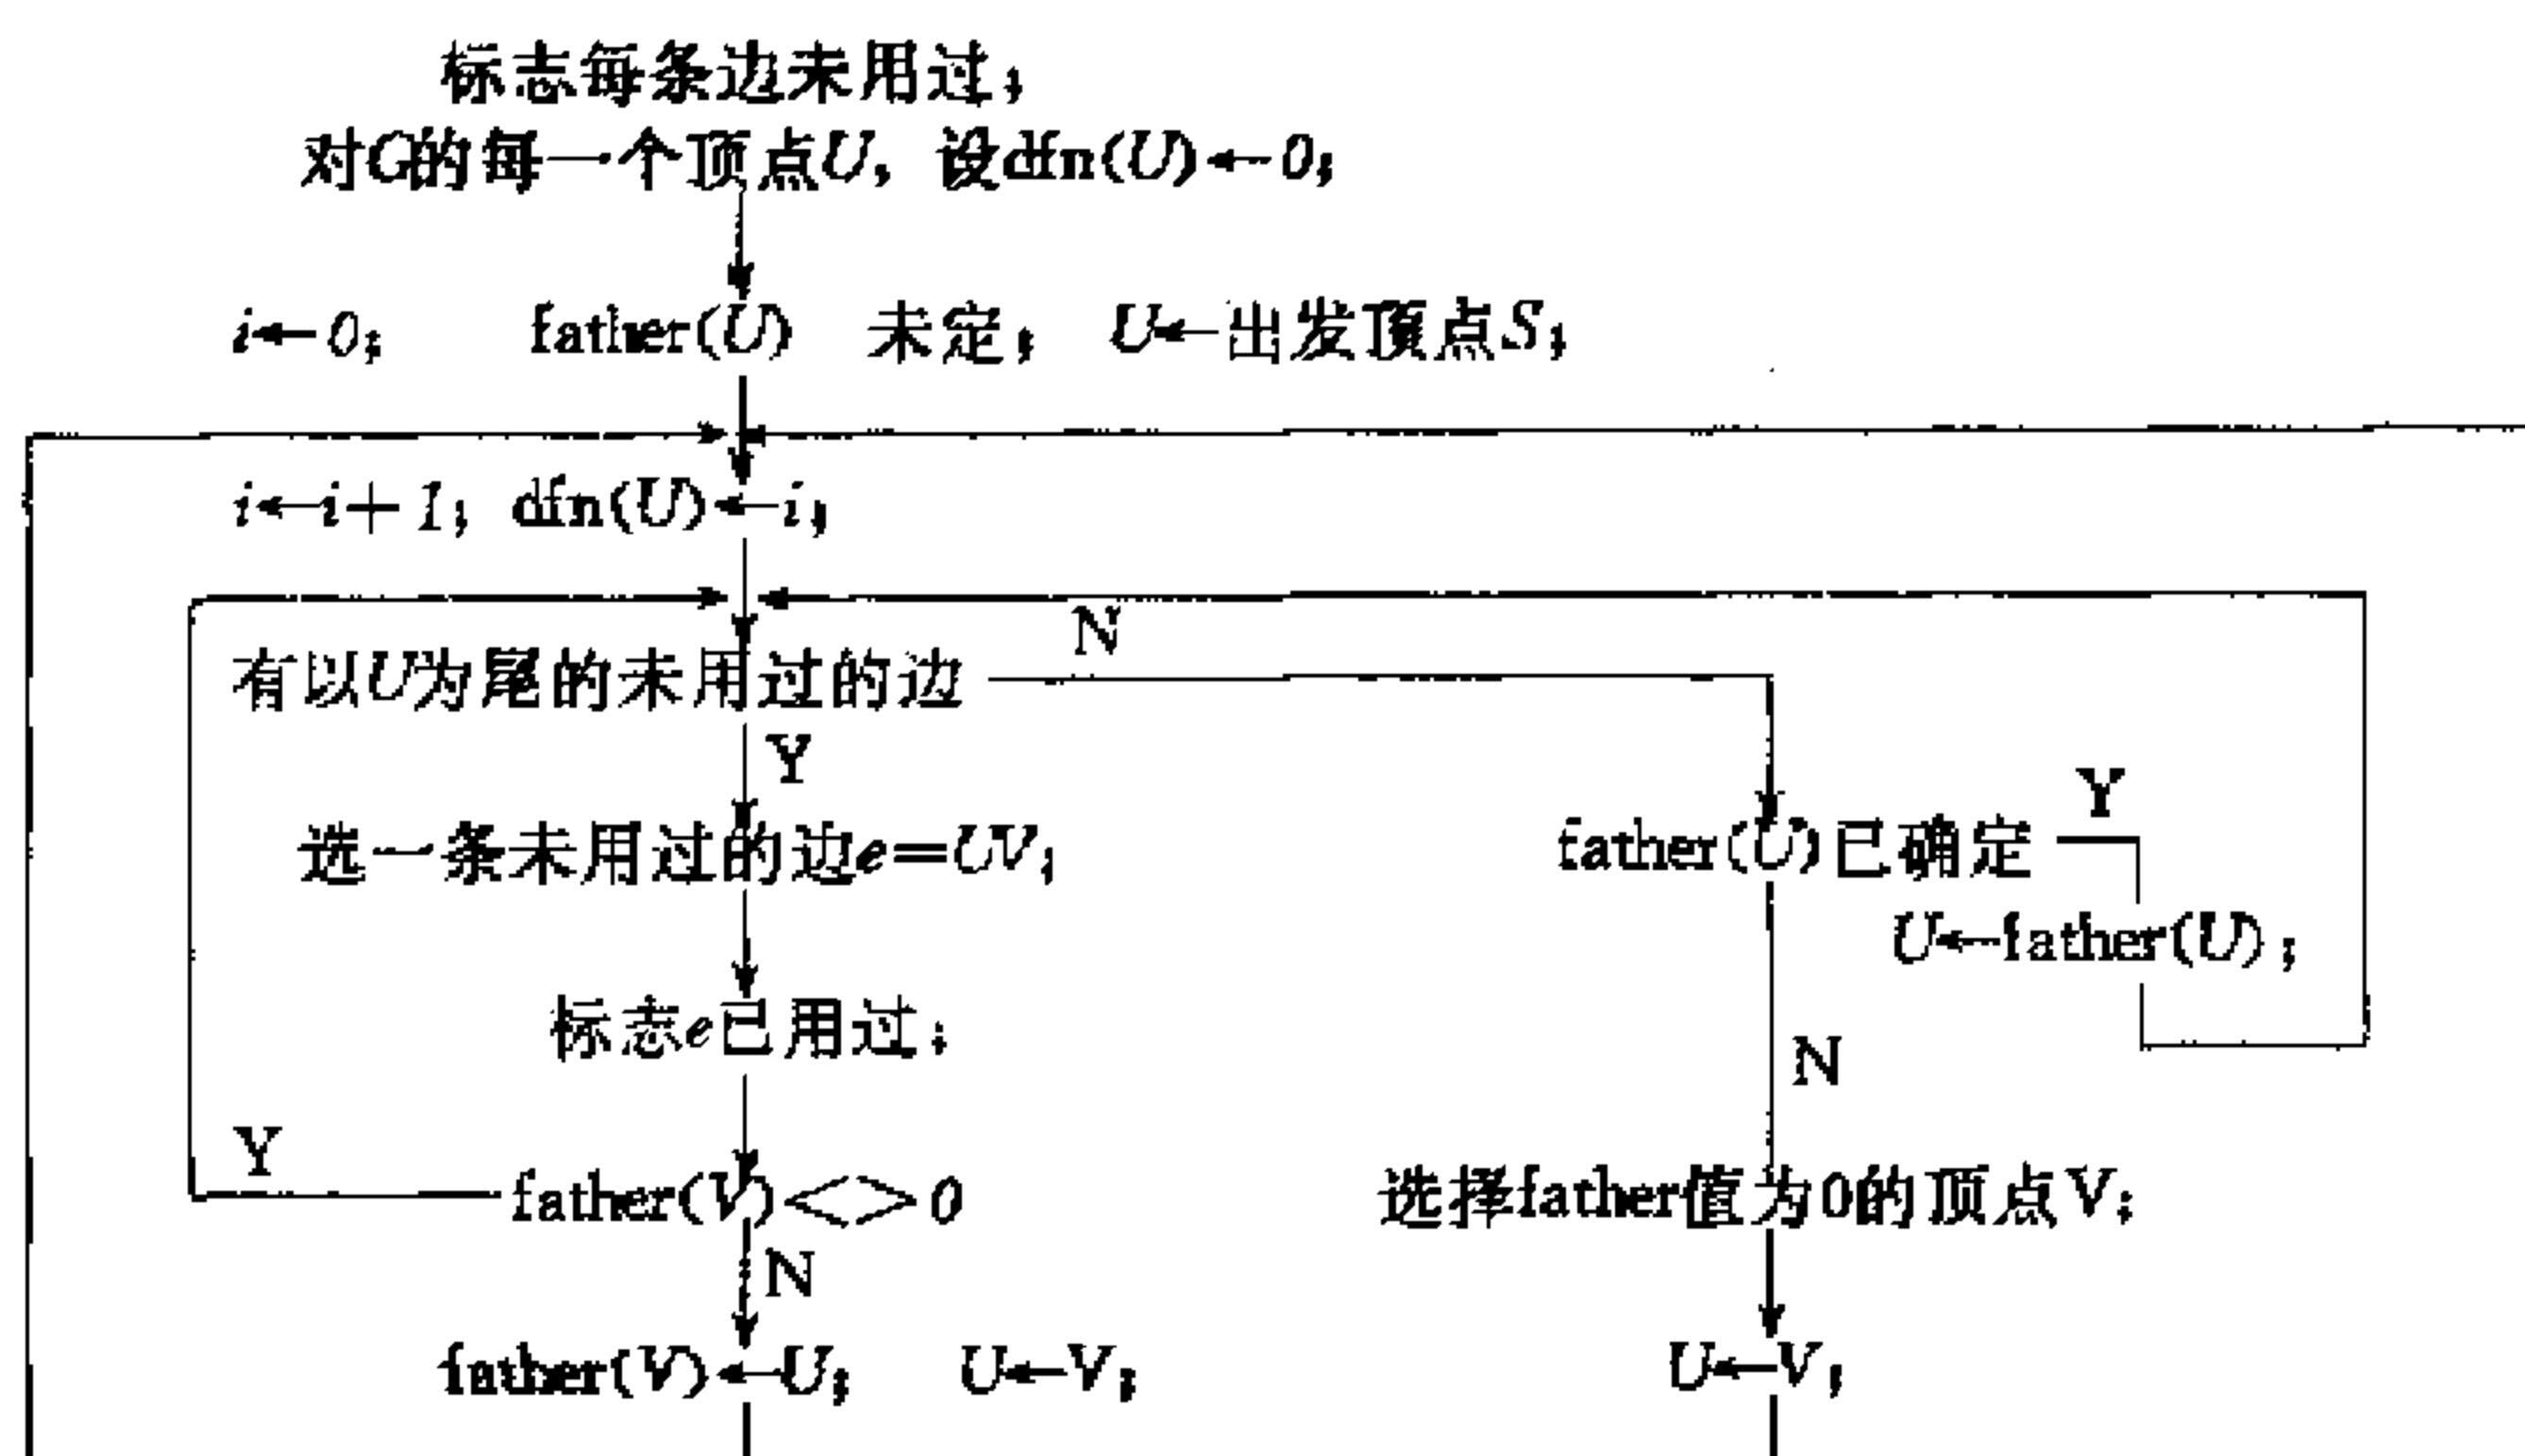 标志每条边未用过;
对G的每一个顶点U, 设dfn(U)←0;
i←0; father(U) 未定; U←出发顶点S;
i←i+1; dfn(U)←i;
N
有以U为尾的未用过的边
Y
选一条未用过的边e=UV;
father(U)已确定
Y
U←father(U);
标志e已用过;
N
Y
father(V)<>0
选择father值为0的顶点V;
N
father(V)←U; U←V;
U←V;